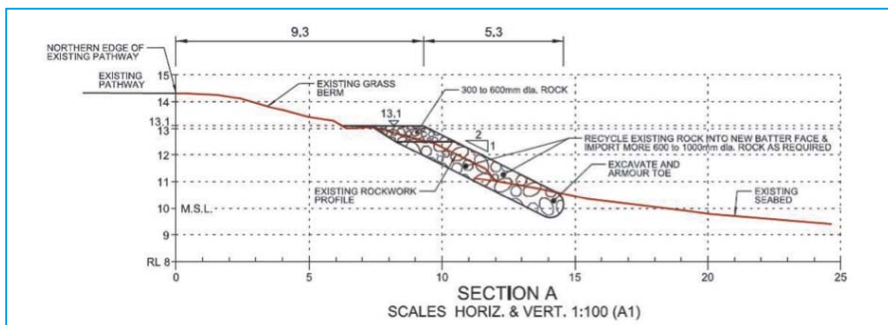 9.3
5.3
NORTHERN EDGE OF
EXISTING PATHWAY
EXISTING
PATHWAY
EXISTING GRASS
BERM
300 to 600mm dia. ROCK
13.1
2
1
RECYCLE EXISTING ROCK INTO NEW BATTER FACE &
IMPORT MORE 600 to 1000mm dia. ROCK AS REQUIRED
EXCAVATE AND
ARMOUR TOE
EXISTING ROCKWORK
PROFILE
EXISTING
SEABED
M.S.L.
15
14
13.1
13
12
11
10
9
RL 8
0
5
10
15
20
25
SECTION A
SCALES HORIZ. & VERT. 1:100 (A1)